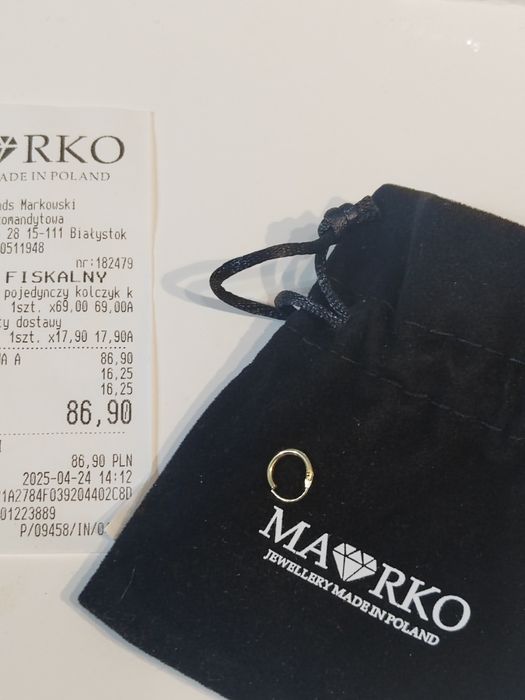 RKO
ADE IN POLAND
ds Markowski
omandytowa
28 15-111 Białystok
0511948
nr:182479
FISKALNY
pojedynczy kolczyk k
1szt. x69,00 69,00A
ty dostawy
1szt. x17,90 17,90A
A A 86,90
16,25
16,25
86,90
86,90 PLN
2025-04-24 14:12
1A2784F039204402C8D
01223889
P/09458/IN/0
MA RKO
JEWELLERY MADE IN POLAND